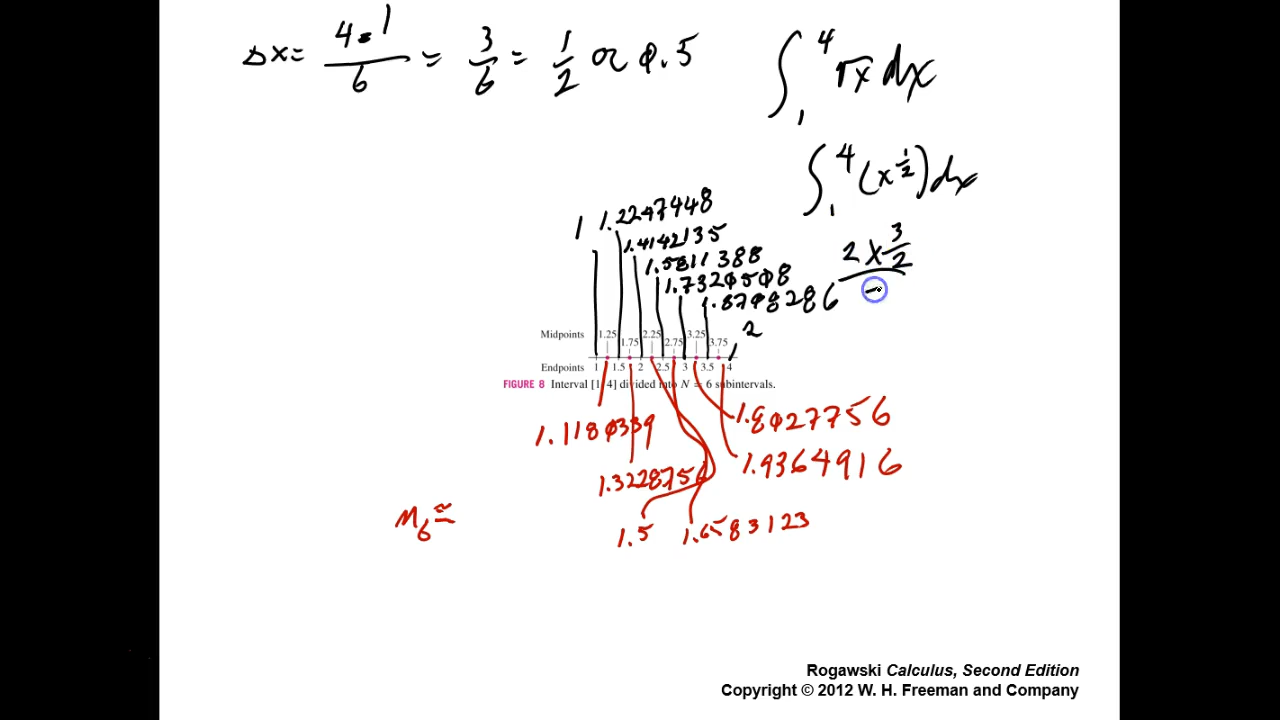 Δx = 4-1/6 = 3/6 = 1/2 or 0.5
∫₁⁴ √x dx
∫₁⁴ (x^1/2) dx
2x^3/2
1 1.2247448
1.4142135
1.5811388
1.7320508
1.8708286
2
Midpoints 1.25 1.75 2.25 2.75 3.25 3.75
Endpoints 1 1.5 2 2.5 3 3.5 4
FIGURE 8 Interval [1, 4] divided into N = 6 subintervals.
1.1180339
1.8027756
1.3228756
1.9364916
M₆ ≅
1.5 1.6583123
Rogawski Calculus, Second Edition
Copyright © 2012 W. H. Freeman and Company